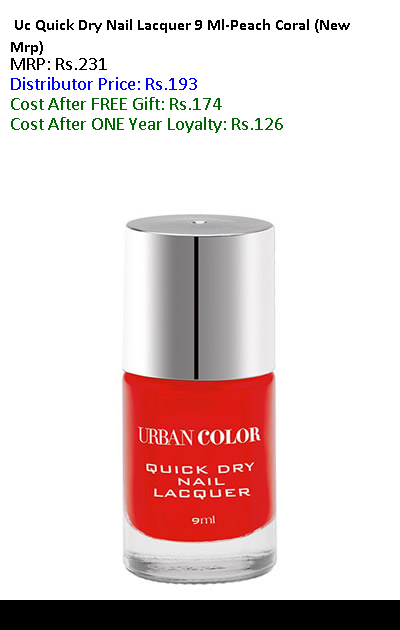 Uc Quick Dry Nail Lacquer 9 Ml-Peach Coral (New
Mrp)
MRP: Rs.231
Distributor Price: Rs.193
Cost After FREE Gift: Rs.174
Cost After ONE Year Loyalty: Rs.126
URBAN COLOR
QUICK DRY
NAIL
LACQUER
9ml